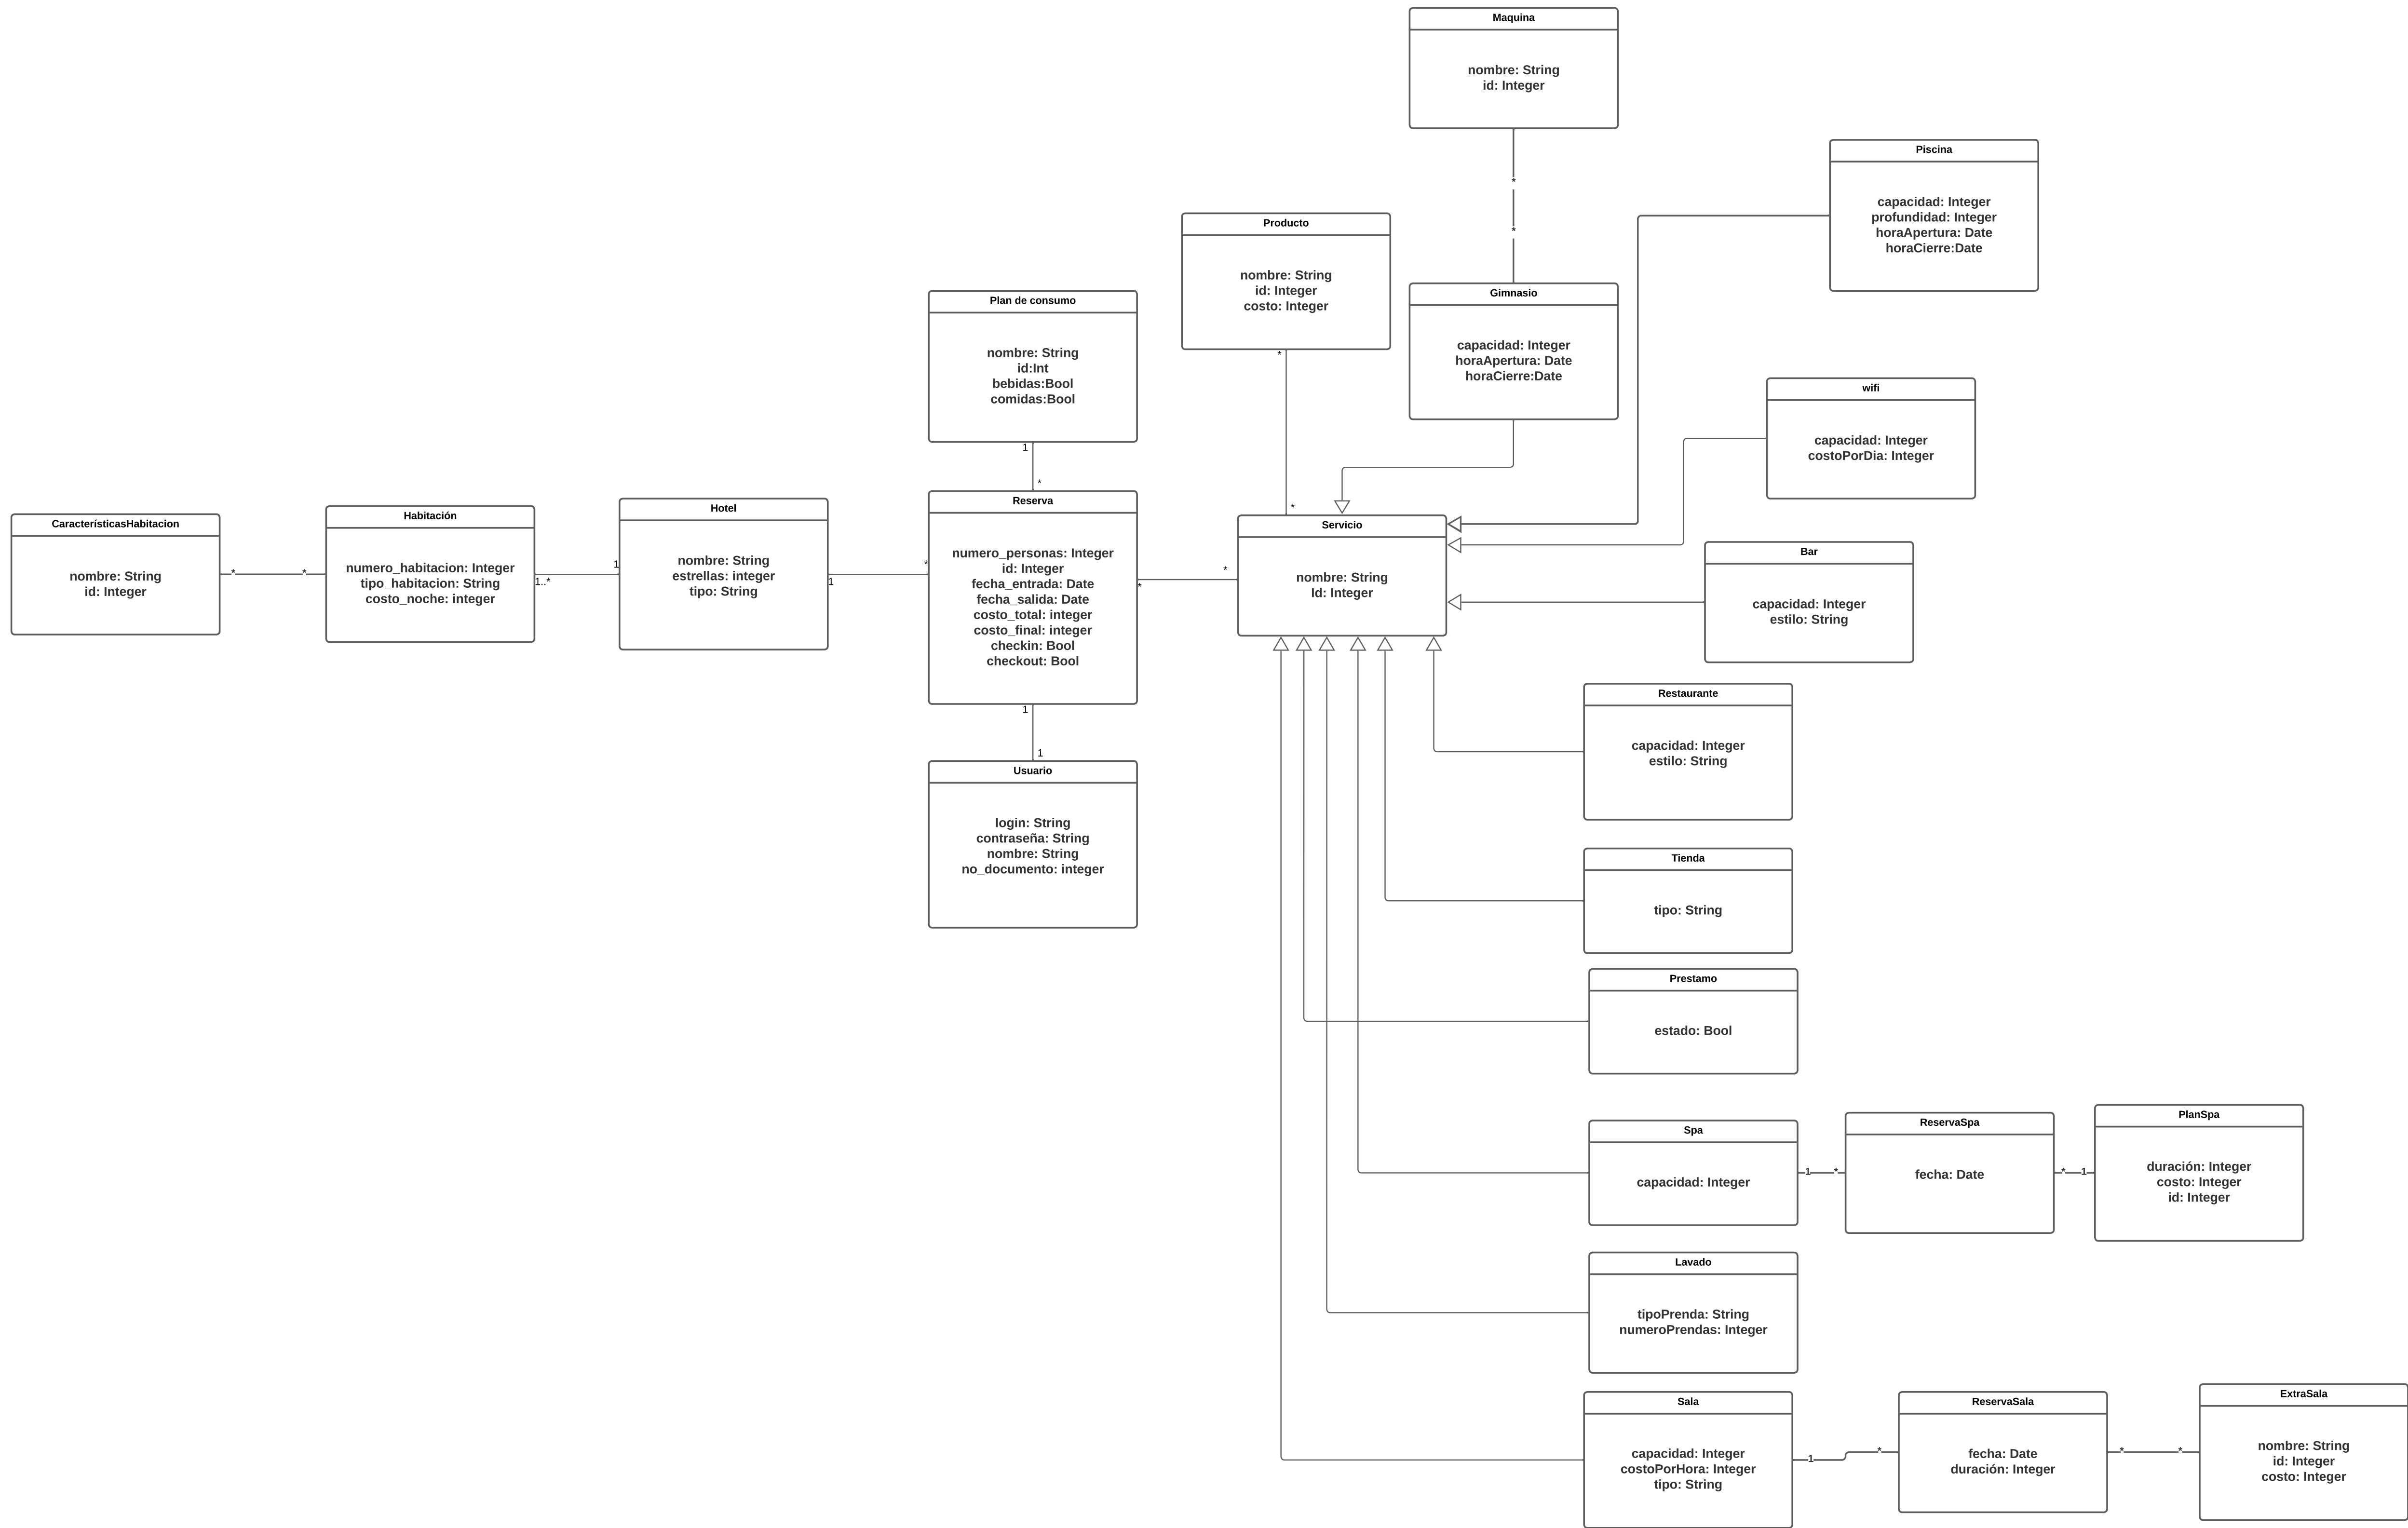 Maquina
nombre: String
id: Integer
*
*
Piscina
capacidad: Integer
profundidad: Integer
horaApertura: Date
horaCierre:Date
Producto
nombre: String
id: Integer
costo: Integer
*
*
Gimnasio
capacidad: Integer
horaApertura: Date
horaCierre:Date
Plan de consumo
nombre: String
id:Int
bebidas:Bool
comidas:Bool
1
*
wifi
capacidad: Integer
costoPorDia: Integer
CaracterísticasHabitacion
nombre: String
id: Integer
*
*
Habitación
numero_habitacion: Integer
tipo_habitacion: String
costo_noche: integer
1..*
1
Hotel
nombre: String
estrellas: integer
tipo: String
1
*
Reserva
numero_personas: Integer
id: Integer
fecha_entrada: Date
fecha_salida: Date
costo_total: integer
costo_final: integer
checkin: Bool
checkout: Bool
*
*
Servicio
nombre: String
Id: Integer
Bar
capacidad: Integer
estilo: String
1
1
Usuario
login: String
contraseña: String
nombre: String
no_documento: integer
Restaurante
capacidad: Integer
estilo: String
Tienda
tipo: String
Prestamo
estado: Bool
Spa
capacidad: Integer
1
*
ReservaSpa
fecha: Date
*
1
PlanSpa
duración: Integer
costo: Integer
id: Integer
Lavado
tipoPrenda: String
numeroPrendas: Integer
Sala
capacidad: Integer
costoPorHora: Integer
tipo: String
1
*
ReservaSala
fecha: Date
duración: Integer
*
*
ExtraSala
nombre: String
id: Integer
costo: Integer